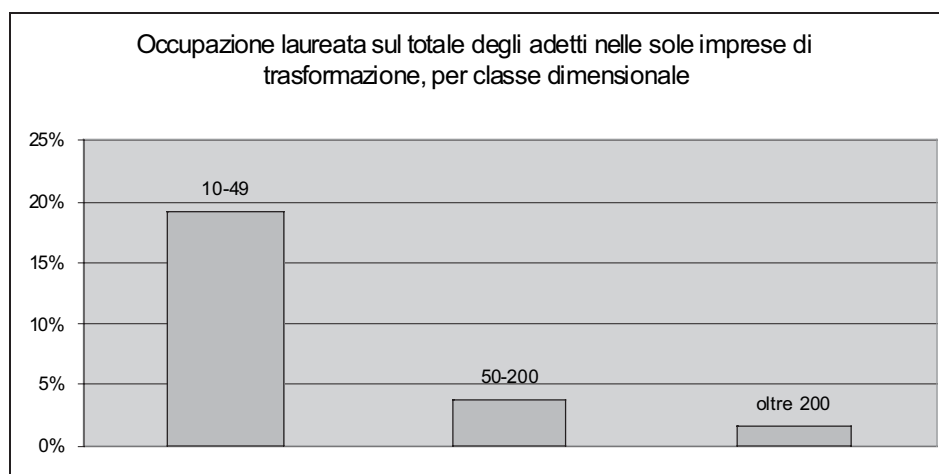 Occupazione laureata sul totale degli adetti nelle sole imprese di
trasformazione, per classe dimensionale
25%
20%
15%
10%
5%
0%
10-49
50-200
oltre 200